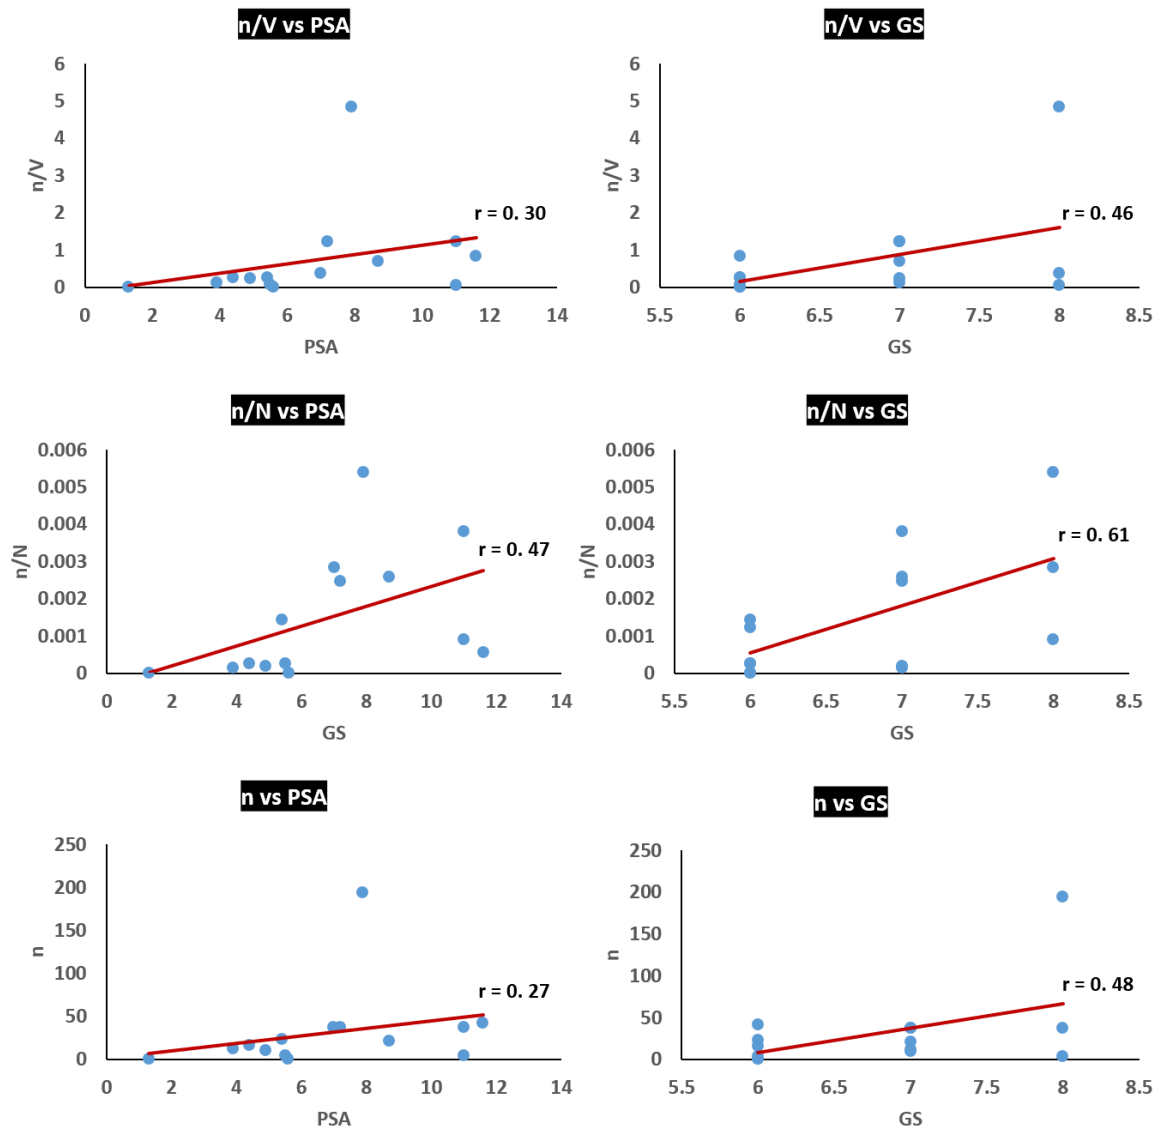 n/V vs PSA
6
5
4
3
2
1
0
n/V
r = 0. 30
0 2 4 6 8 10 12 14
PSA
n/V vs GS
6
5
4
3
2
1
0
n/V
r = 0. 46
5.5 6 6.5 7 7.5 8 8.5
GS
n/N vs PSA
0.006
0.005
0.004
0.003
0.002
0.001
0
n/N
r = 0. 47
0 2 4 6 8 10 12 14
GS
n/N vs GS
0.006
0.005
0.004
0.003
0.002
0.001
0
n/N
r = 0. 61
5.5 6 6.5 7 7.5 8 8.5
GS
n vs PSA
250
200
150
100
50
0
n
r = 0. 27
0 2 4 6 8 10 12 14
PSA
n vs GS
250
200
150
100
50
0
n
r = 0. 48
5.5 6 6.5 7 7.5 8 8.5
GS